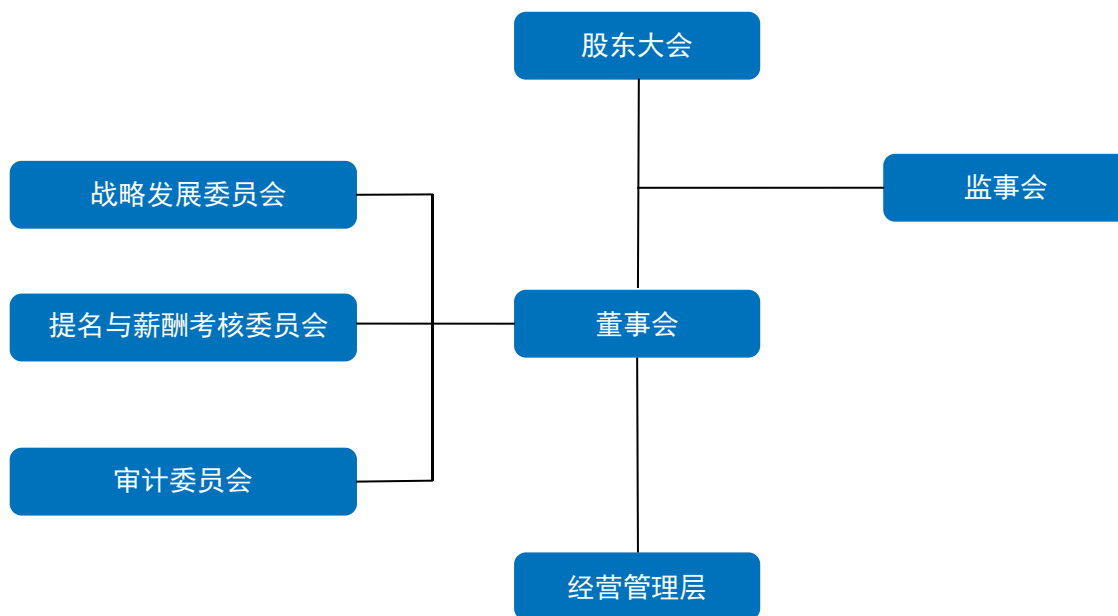 股东大会
监事会
战略发展委员会
提名与薪酬考核委员会
董事会
审计委员会
经营管理层